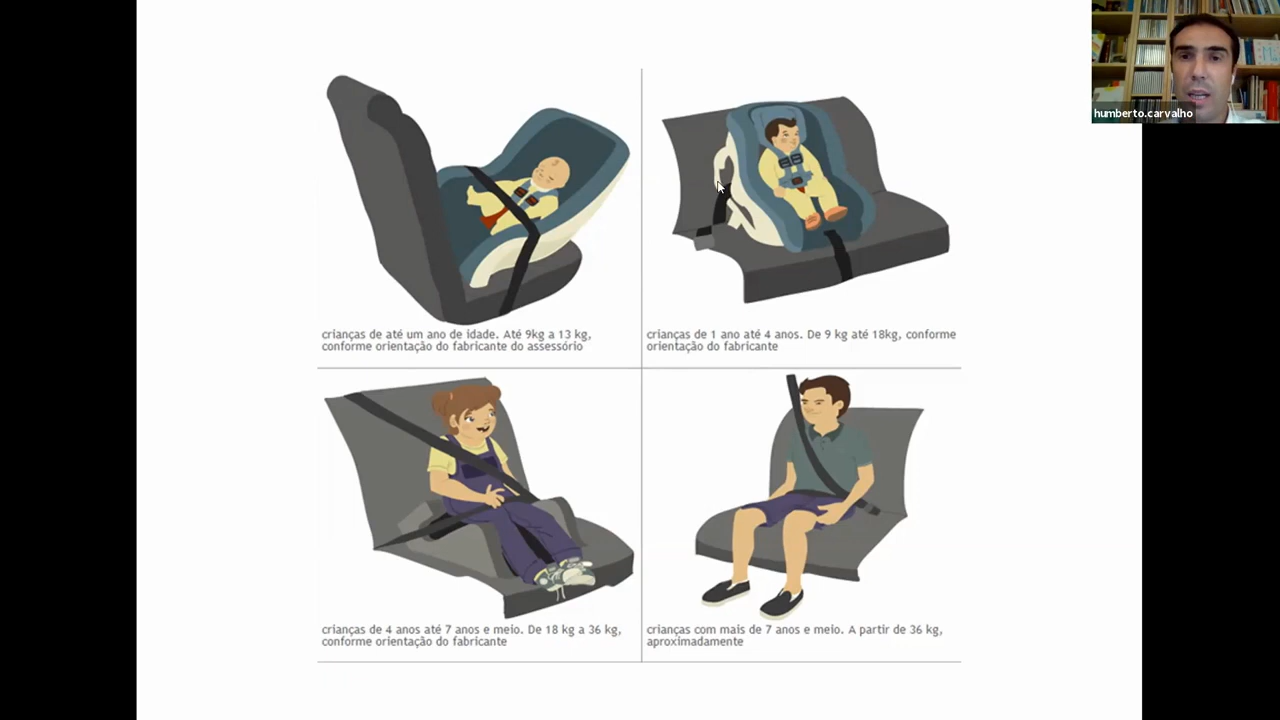 humberto.carvalho
crianças de até um ano de idade. Até 9kg a 13 kg,
conforme orientação do fabricante do assessório
crianças de 1 ano até 4 anos. De 9 kg até 18kg, conforme
orientação do fabricante
crianças de 4 anos até 7 anos e meio. De 18 kg a 36 kg,
conforme orientação do fabricante
crianças com mais de 7 anos e meio. A partir de 36 kg,
aproximadamente